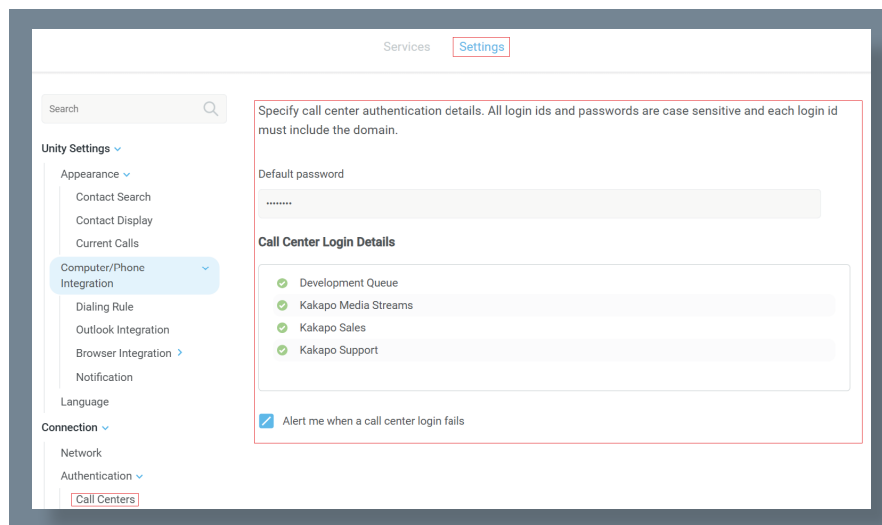 Services Settings
Search
Unity Settings
Appearance
Contact Search
Contact Display
Current Calls
Computer/Phone
Integration
Dialing Rule
Outlook Integration
Browser Integration
Notification
Language
Connection
Network
Authentication
Call Centers
Specify call center authentication details. All login ids and passwords are case sensitive and each login id
must include the domain.
Default password
••••••••
Call Center Login Details
Development Queue
Kakapo Media Streams
Kakapo Sales
Kakapo Support
Alert me when a call center login fails